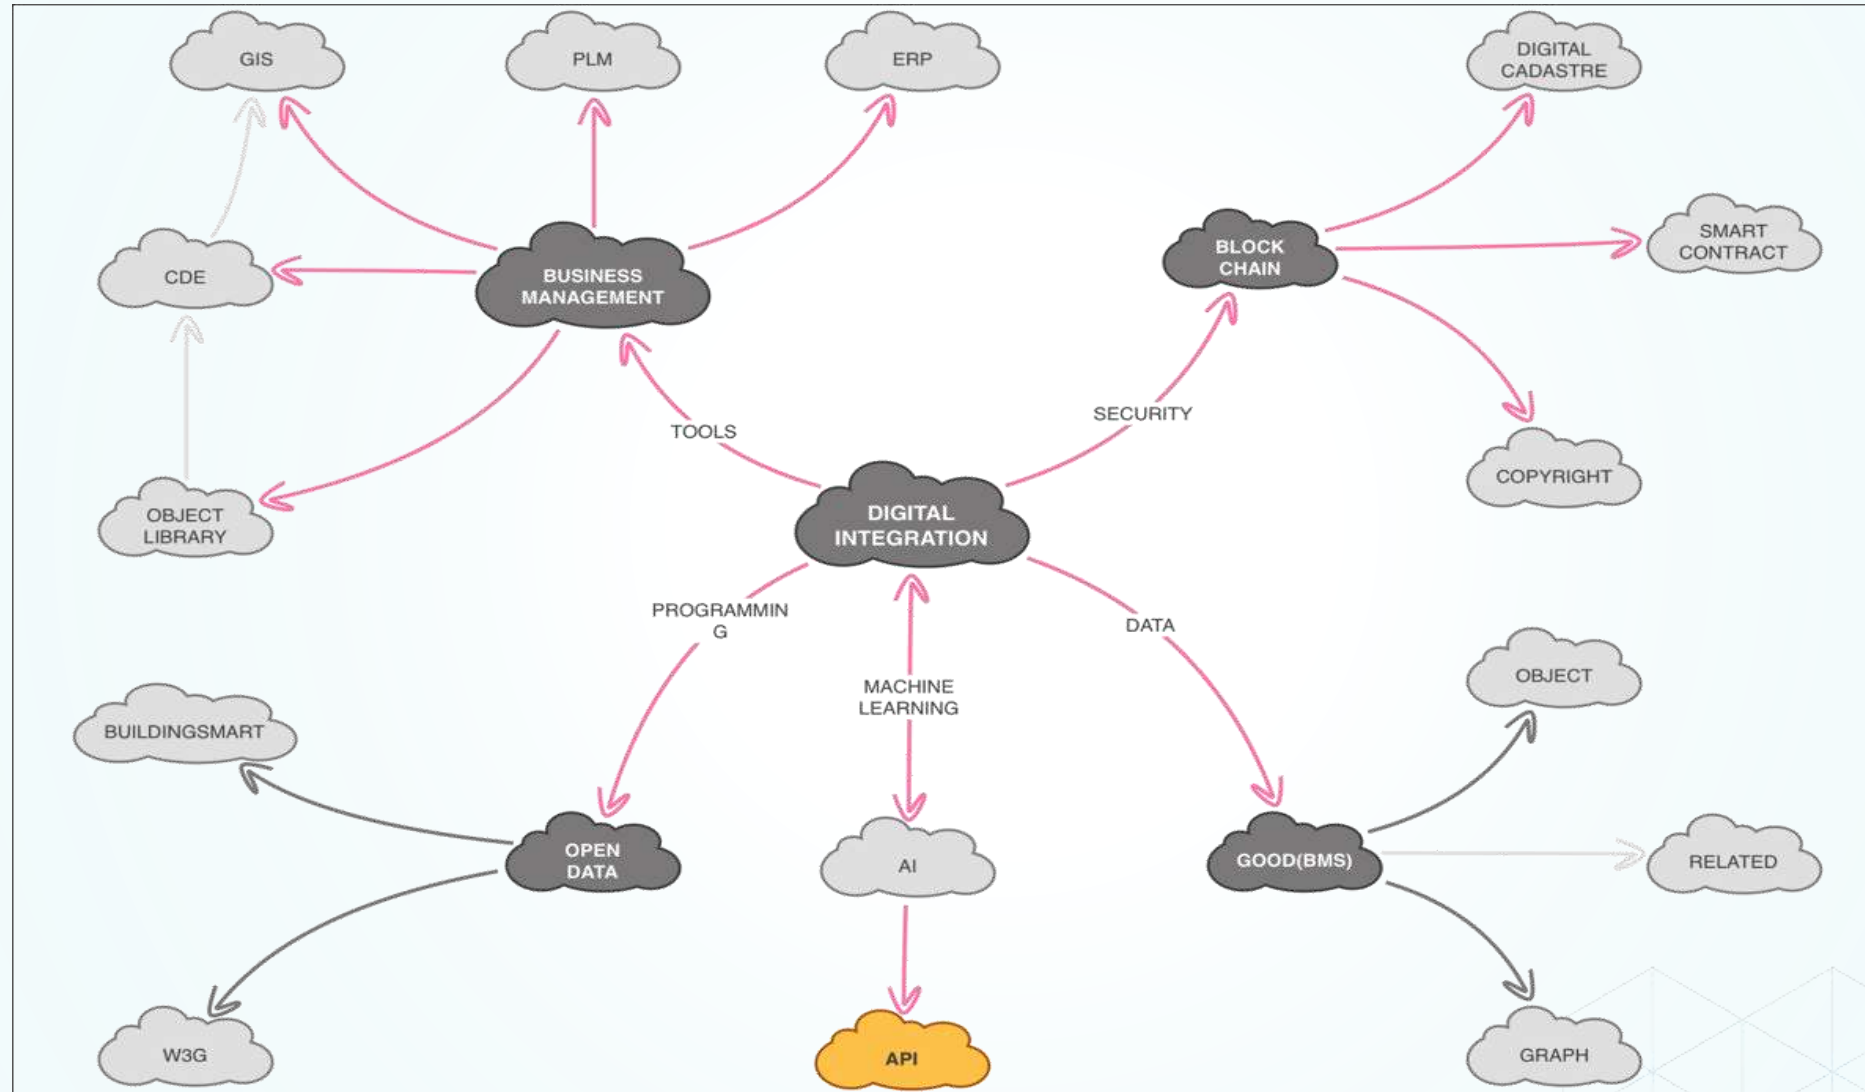 GIS
PLM
ERP
DIGITAL
CADASTRE
SMART
CONTRACT
BLOCK
CHAIN
CDE
BUSINESS
MANAGEMENT
SECURITY
TOOLS
COPYRIGHT
OBJECT
LIBRARY
DIGITAL
INTEGRATION
PROGRAMMIN
G
DATA
MACHINE
LEARNING
OBJECT
BUILDINGSMART
OPEN
DATA
AI
GOOD(BMS)
RELATED
W3G
API
GRAPH